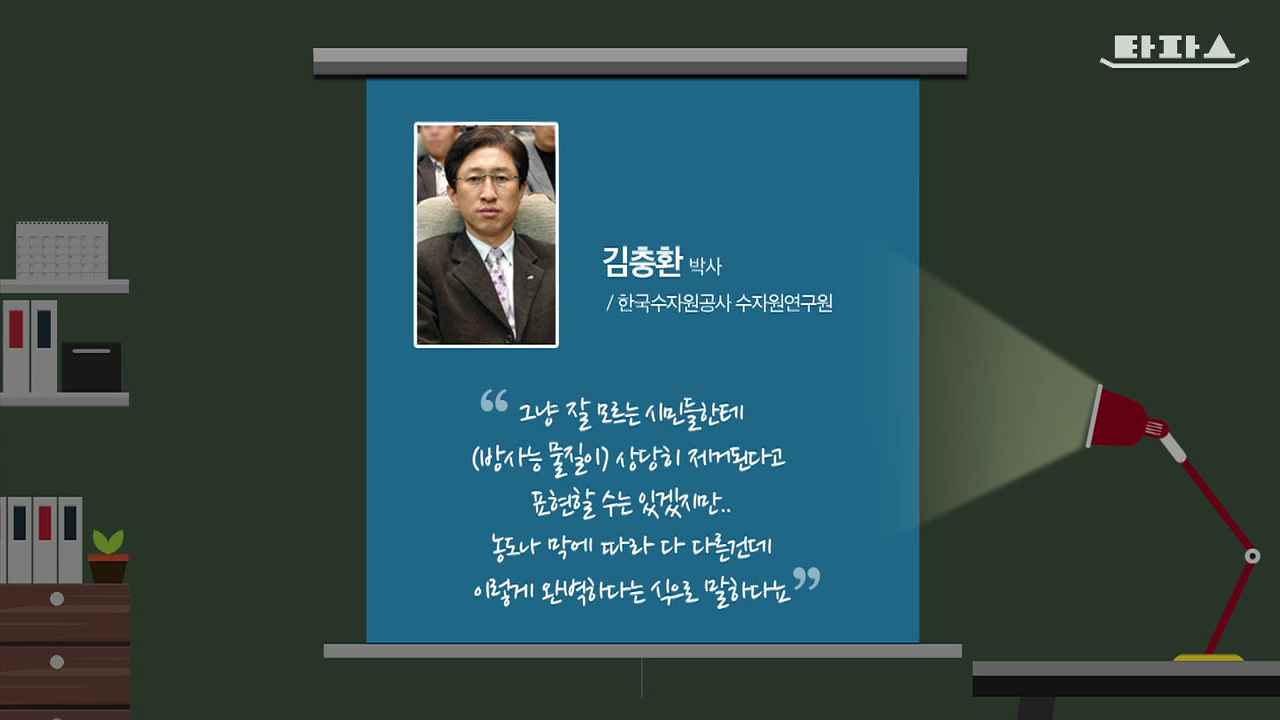 타파스
김충환 박사
/ 한국수자원공사 수자원연구원
“ 그냥 잘 모르는 시민들한테
(방사능 물질이) 상당히 제거된다고
표현할 수는 있겠지만..
농도나 막에 따라 다 다른건데
이렇게 완벽하다는 식으로 말하다뇨 ”